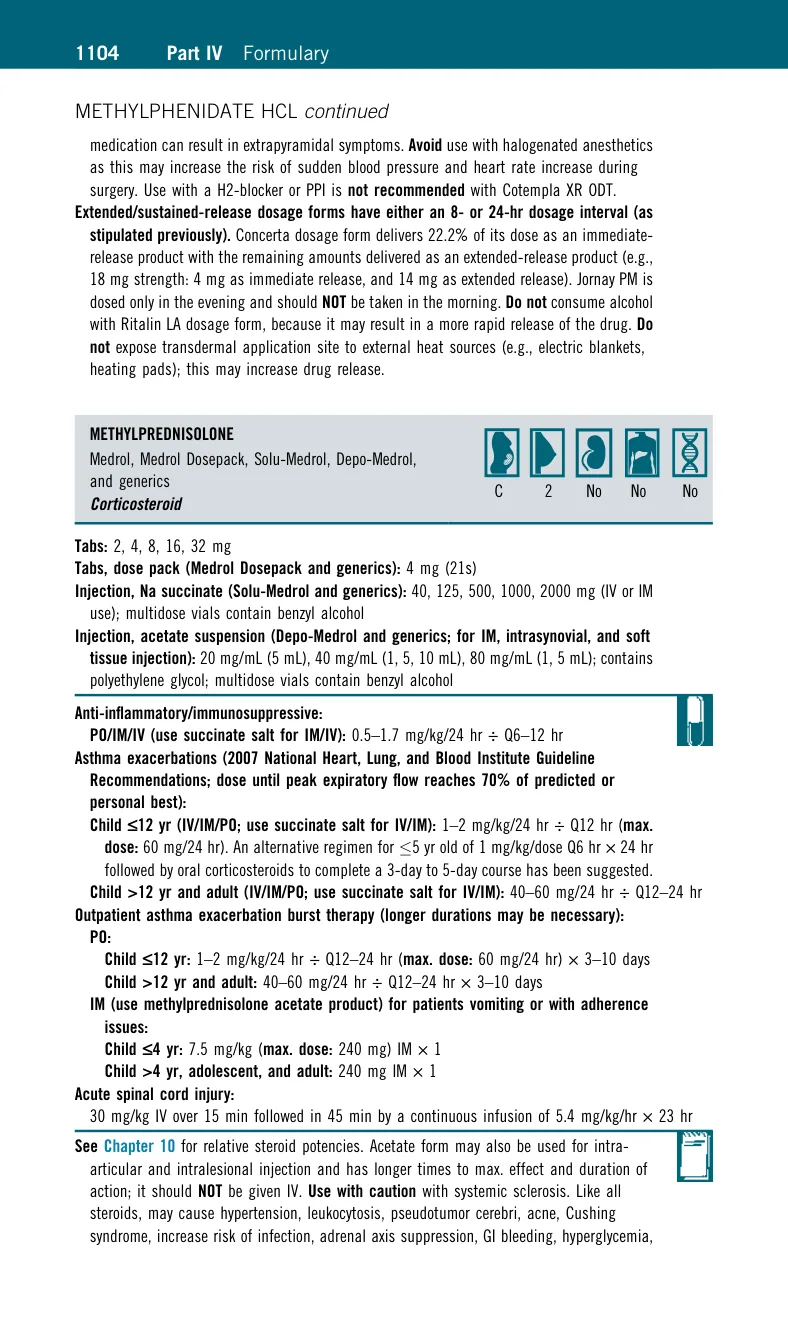 1104 Part IV Formulary
METHYLPHENIDATE HCL continued
medication can result in extrapyramidal symptoms. Avoid use with halogenated anesthetics
as this may increase the risk of sudden blood pressure and heart rate increase during
surgery. Use with a H2-blocker or PPI is not recommended with Cotempla XR ODT.
Extended/sustained-release dosage forms have either an 8- or 24-hr dosage interval (as
stipulated previously). Concerta dosage form delivers 22.2% of its dose as an immediate-
release product with the remaining amounts delivered as an extended-release product (e.g.,
18 mg strength: 4 mg as immediate release, and 14 mg as extended release). Jornay PM is
dosed only in the evening and should NOT be taken in the morning. Do not consume alcohol
with Ritalin LA dosage form, because it may result in a more rapid release of the drug. Do
not expose transdermal application site to external heat sources (e.g., electric blankets,
heating pads); this may increase drug release.
METHYLPREDNISOLONE
Medrol, Medrol Dosepack, Solu-Medrol, Depo-Medrol,
and generics
Corticosteroid
C 2 No No No
Tabs: 2, 4, 8, 16, 32 mg
Tabs, dose pack (Medrol Dosepack and generics): 4 mg (21s)
Injection, Na succinate (Solu-Medrol and generics): 40, 125, 500, 1000, 2000 mg (IV or IM
use); multidose vials contain benzyl alcohol
Injection, acetate suspension (Depo-Medrol and generics; for IM, intrasynovial, and soft
tissue injection): 20 mg/mL (5 mL), 40 mg/mL (1, 5, 10 mL), 80 mg/mL (1, 5 mL); contains
polyethylene glycol; multidose vials contain benzyl alcohol
Anti-inflammatory/immunosuppressive:
PO/IM/IV (use succinate salt for IM/IV): 0.5–1.7 mg/kg/24 hr ÷ Q6–12 hr
Asthma exacerbations (2007 National Heart, Lung, and Blood Institute Guideline
Recommendations; dose until peak expiratory flow reaches 70% of predicted or
personal best):
Child ≤12 yr (IV/IM/PO; use succinate salt for IV/IM): 1–2 mg/kg/24 hr ÷ Q12 hr (max.
dose: 60 mg/24 hr). An alternative regimen for ≤5 yr old of 1 mg/kg/dose Q6 hr × 24 hr
followed by oral corticosteroids to complete a 3-day to 5-day course has been suggested.
Child >12 yr and adult (IV/IM/PO; use succinate salt for IV/IM): 40–60 mg/24 hr ÷ Q12–24 hr
Outpatient asthma exacerbation burst therapy (longer durations may be necessary):
PO:
Child ≤12 yr: 1–2 mg/kg/24 hr ÷ Q12–24 hr (max. dose: 60 mg/24 hr) × 3–10 days
Child >12 yr and adult: 40–60 mg/24 hr ÷ Q12–24 hr × 3–10 days
IM (use methylprednisolone acetate product) for patients vomiting or with adherence
issues:
Child ≤4 yr: 7.5 mg/kg (max. dose: 240 mg) IM × 1
Child >4 yr, adolescent, and adult: 240 mg IM × 1
Acute spinal cord injury:
30 mg/kg IV over 15 min followed in 45 min by a continuous infusion of 5.4 mg/kg/hr × 23 hr
See Chapter 10 for relative steroid potencies. Acetate form may also be used for intra-
articular and intralesional injection and has longer times to max. effect and duration of
action; it should NOT be given IV. Use with caution with systemic sclerosis. Like all
steroids, may cause hypertension, leukocytosis, pseudotumor cerebri, acne, Cushing
syndrome, increase risk of infection, adrenal axis suppression, GI bleeding, hyperglycemia,